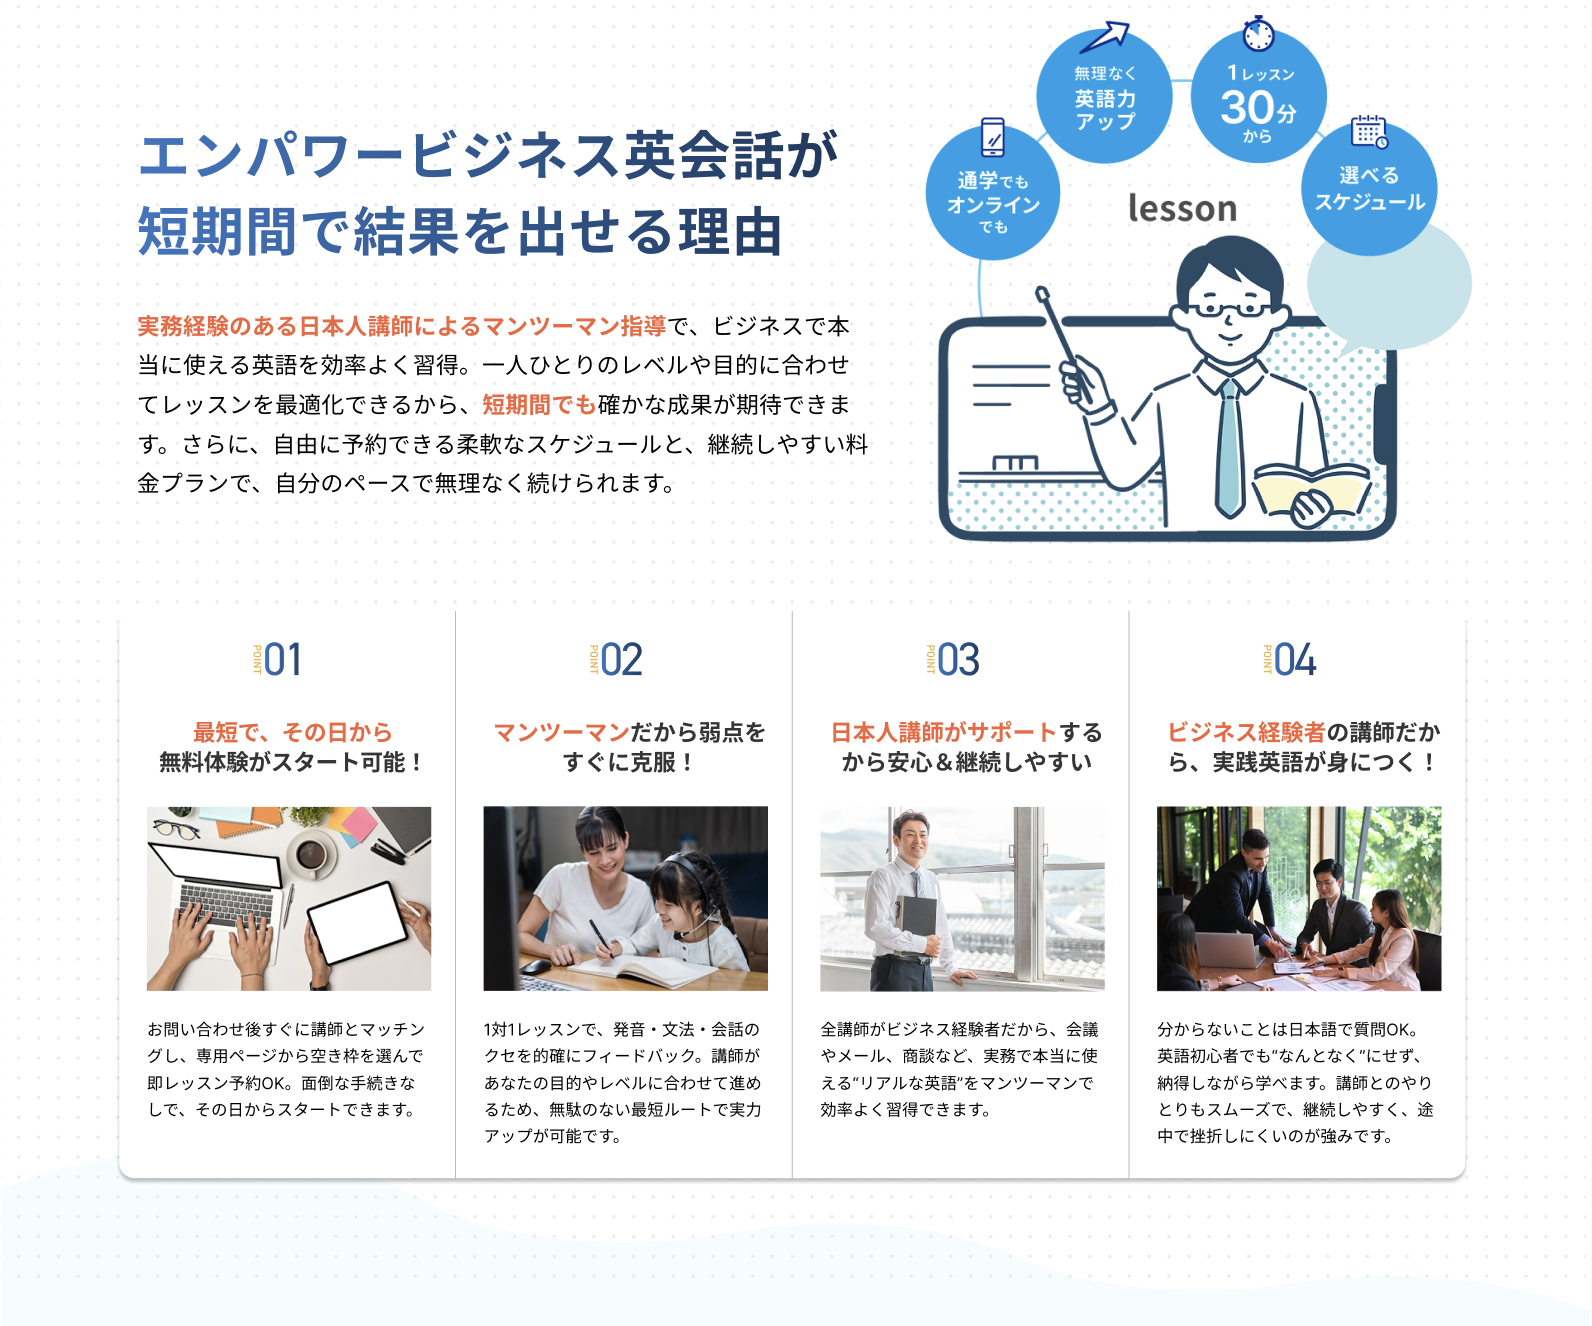 エンパワービジネス英会話が
短期間で結果を出せる理由
実務経験のある日本人講師によるマンツーマン指導で、ビジネスで本
当に使える英語を効率よく習得。一人ひとりのレベルや目的に合わせ
てレッスンを最適化できるから、短期間でも確かな成果が期待できま
す。さらに、自由に予約できる柔軟なスケジュールと、継続しやすい料
金プランで、自分のペースで無理なく続けられます。
通学でも
オンライン
でも
無理なく
英語力
アップ
1レッスン
30分
から
選べる
スケジュール
lesson
POINT 01
最短で、その日から
無料体験がスタート可能！
お問い合わせ後すぐに講師とマッチン
グし、専用ページから空き枠を選んで
即レッスン予約OK。面倒な手続きな
しで、その日からスタートできます。
POINT 02
マンツーマンだから弱点を
すぐに克服！
1対1レッスンで、発音・文法・会話の
クセを的確にフィードバック。講師が
あなたの目的やレベルに合わせて進め
るため、無駄のない最短ルートで実力
アップが可能です。
POINT 03
日本人講師がサポートする
から安心＆継続しやすい
全講師がビジネス経験者だから、会議
やメール、商談など、実務で本当に使
える“リアルな英語”をマンツーマンで
効率よく習得できます。
POINT 04
ビジネス経験者の講師だか
ら、実践英語が身につく！
分からないことは日本語で質問OK。
英語初心者でも“なんとなく”にせず、
納得しながら学べます。講師とのやり
とりもスムーズで、継続しやすく、途
中で挫折しにくいのが強みです。